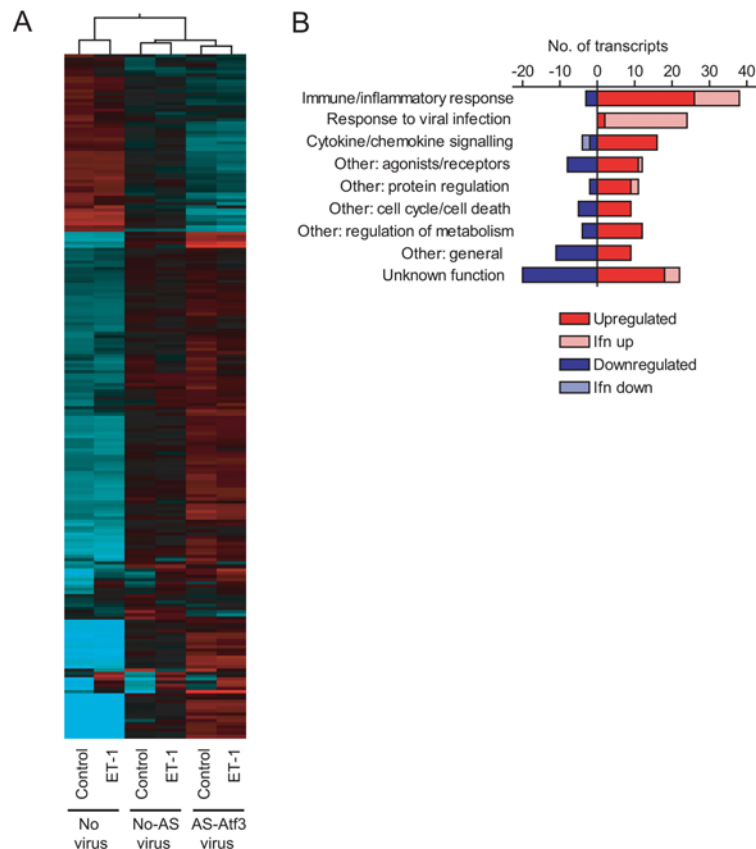 A
B
No. of transcripts
-20 -10 0 10 20 30 40
Immune/inflammatory response
Response to viral infection
Cytokine/chemokine signalling
Other: agonists/receptors
Other: protein regulation
Other: cell cycle/cell death
Other: regulation of metabolism
Other: general
Unknown function
Upregulated
Ifn up
Downregulated
Ifn down
Control
ET-1
Control
ET-1
Control
ET-1
No virus
No-AS virus
AS-Atf3 virus